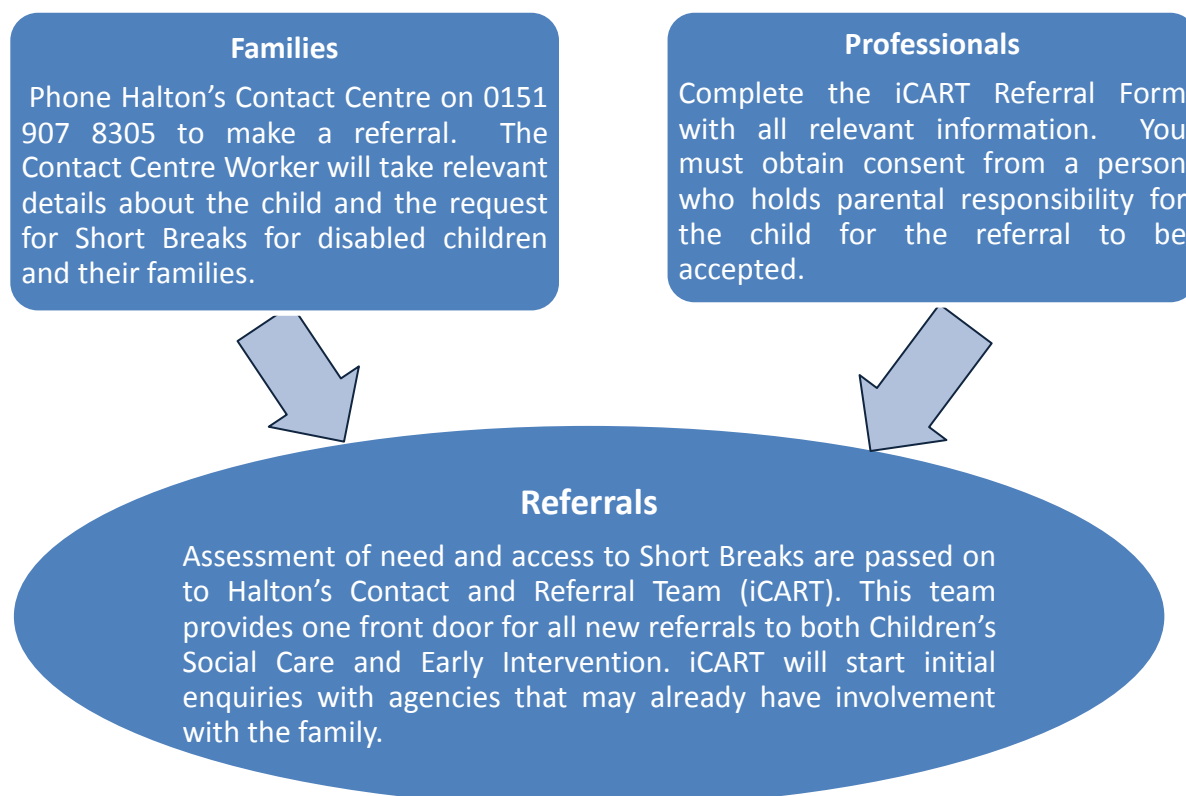 Families
Phone Halton’s Contact Centre on 0151
907 8305 to make a referral. The
Contact Centre Worker will take relevant
details about the child and the request
for Short Breaks for disabled children
and their families.
Professionals
Complete the iCART Referral Form
with all relevant information. You
must obtain consent from a person
who holds parental responsibility for
the child for the referral to be
accepted.
Referrals
Assessment of need and access to Short Breaks are passed on
to Halton’s Contact and Referral Team (iCART). This team
provides one front door for all new referrals to both Children’s
Social Care and Early Intervention. iCART will start initial
enquiries with agencies that may already have involvement
with the family.